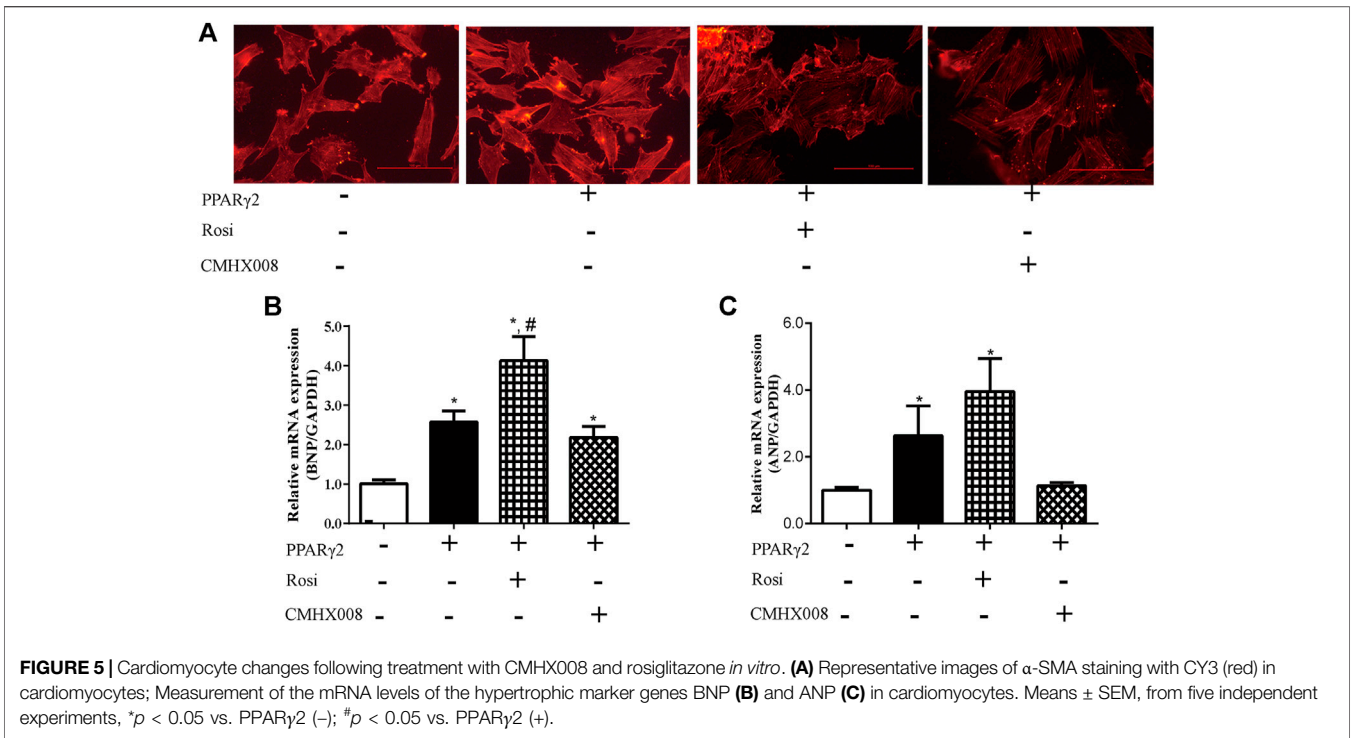 A
PPARγ2 - + + +
Rosi - - + -
CMHX008 - - - +
B
Relative mRNA expression
(BNP/GAPDH)
5.0
4.0
3.0
2.0
1.0
0.0
*
*, #
*
PPARγ2 - + + +
Rosi - - + -
CMHX008 - - - +
C
Relative mRNA expression
(ANP/GAPDH)
6.0
4.0
2.0
0.0
*
*
PPARγ2 - + + +
Rosi - - + -
CMHX008 - - - +
FIGURE 5 | Cardiomyocyte changes following treatment with CMHX008 and rosiglitazone in vitro. (A) Representative images of α-SMA staining with CY3 (red) in
cardiomyocytes; Measurement of the mRNA levels of the hypertrophic marker genes BNP (B) and ANP (C) in cardiomyocytes. Means ± SEM, from five independent
experiments, *p < 0.05 vs. PPARγ2 (–); #p < 0.05 vs. PPARγ2 (+).